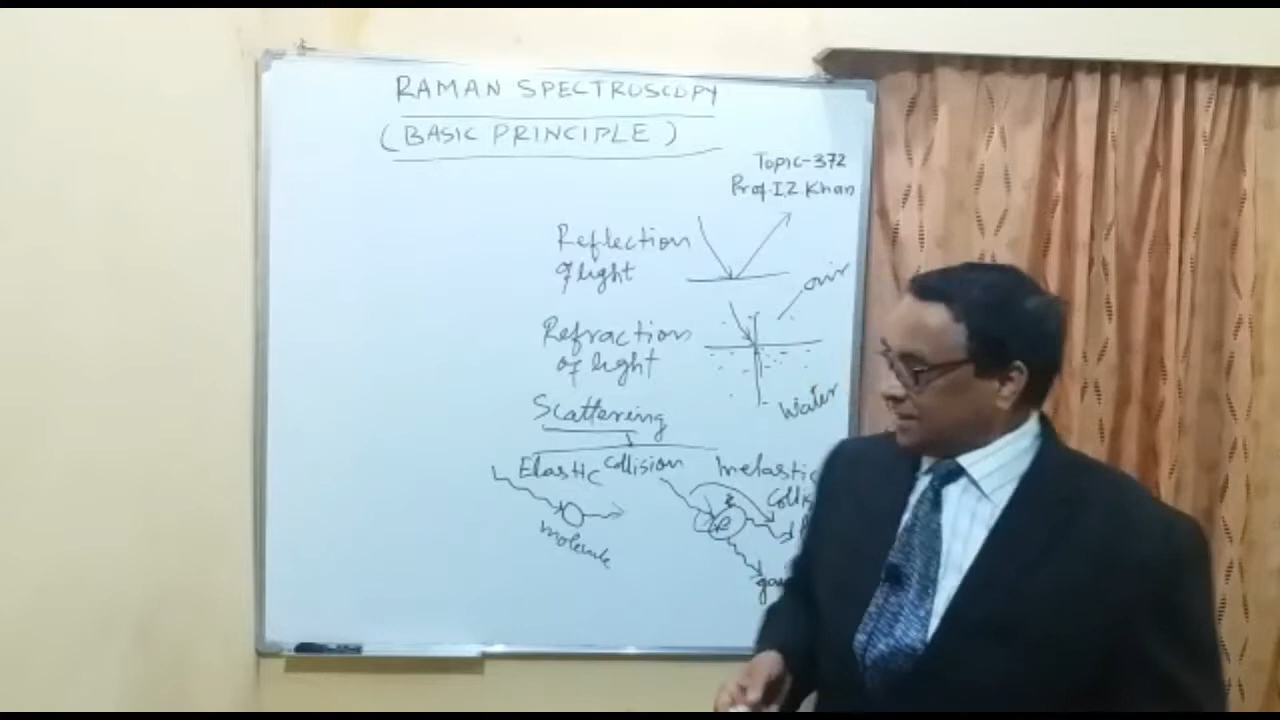 RAMAN SPECTROSCOPY
(BASIC PRINCIPLE)
Topic-372
Prof. I.Z Khan
Reflection
of light
air
Refraction
of light
Water
Scattering
Elastic Collision
Inelastic
molecule